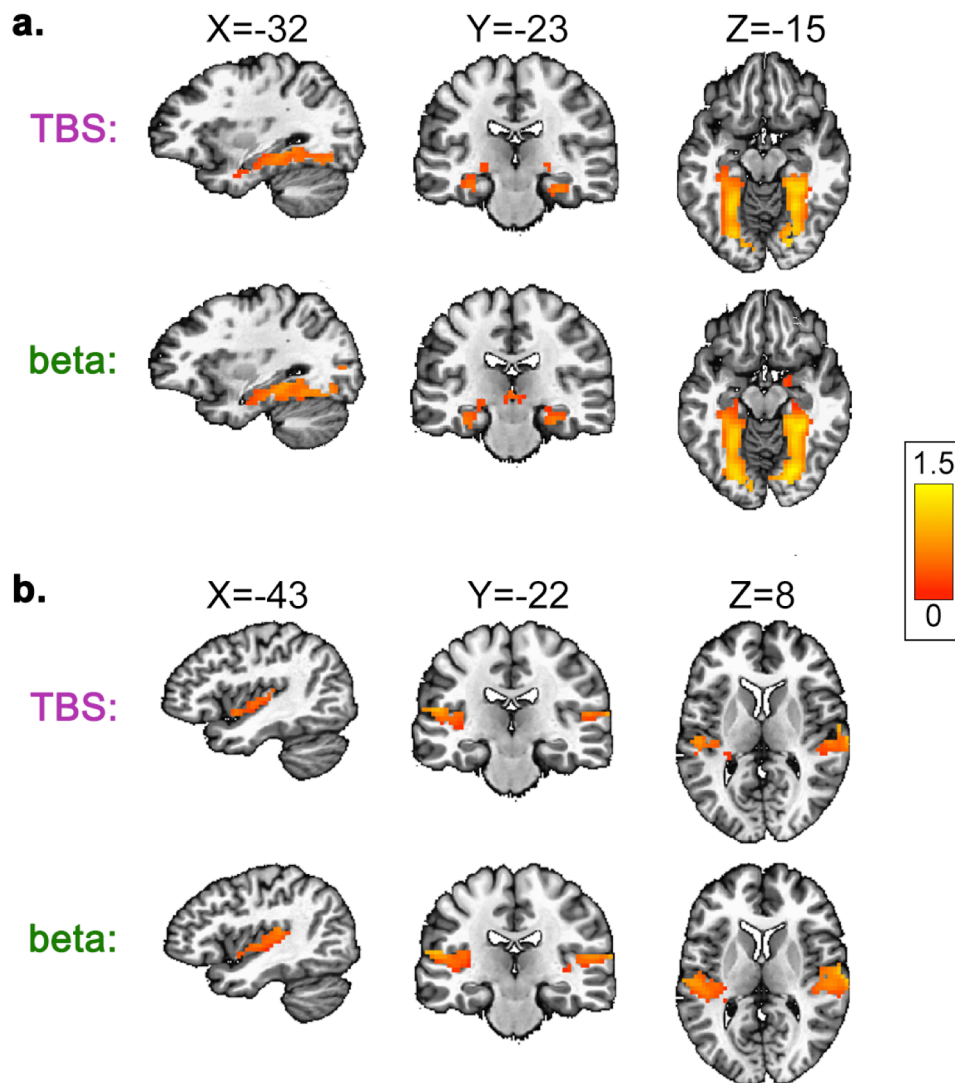 a.
X=-32 Y=-23 Z=-15
TBS:
beta:
1.5
0
b.
X=-43 Y=-22 Z=8
TBS:
beta: